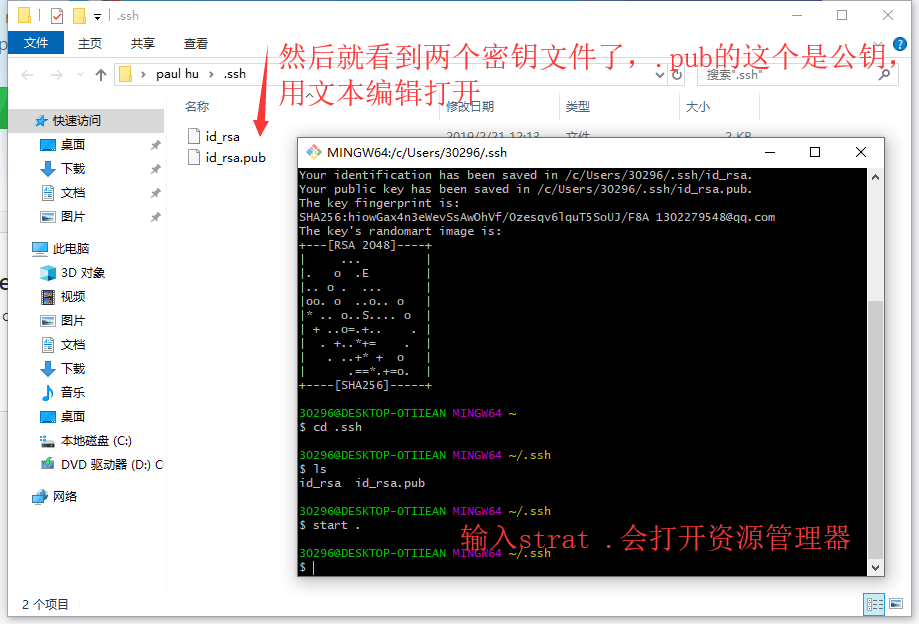 .ssh
文件 主页 共享 查看
然后就看到两个密钥文件了，.pub的这个是公钥，
用文本编辑打开
paul hu .ssh
搜索".ssh"
名称 修改日期 类型 大小
快速访问
桌面
下载
文档
图片
此电脑
3D 对象
视频
图片
文档
下载
音乐
桌面
本地磁盘 (C:)
DVD 驱动器 (D:) C
网络
id_rsa 2019/2/21 12:13 文件 2 KB
id_rsa.pub
MINGW64:/c/Users/30296/.ssh
Your identification has been saved in /c/Users/30296/.ssh/id_rsa.
Your public key has been saved in /c/Users/30296/.ssh/id_rsa.pub.
The key fingerprint is:
SHA256:hiowGax4n3eWevSsAwOhVf/Ozesqv6lquT5SoUJ/F8A 1302279548@qq.com
The key's randomart image is:
+---[RSA 2048]----+
|     ...         |
|.   o  .E        |
|.. o .  ...      |
|oo. o  ..o.. o   |
|* .. o..S.... o  |
| + ..o=.+..    . |
|  . +..*+=    .  |
|   . ..+* +  o   |
|      .==*.+=o.  |
+----[SHA256]-----+
30296@DESKTOP-OTIIEAN MINGW64 ~
$ cd .ssh
30296@DESKTOP-OTIIEAN MINGW64 ~/.ssh
$ ls
id_rsa  id_rsa.pub
30296@DESKTOP-OTIIEAN MINGW64 ~/.ssh
$ start .
输入strat .会打开资源管理器
30296@DESKTOP-OTIIEAN MINGW64 ~/.ssh
$
2 个项目